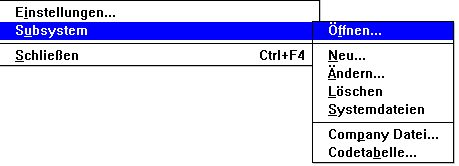 Einstellungen...
Subsystem
Schließen Ctrl+F4
Öffnen...
Neu...
Ändern...
Löschen
Systemdateien
Company Datei...
Codetabelle...